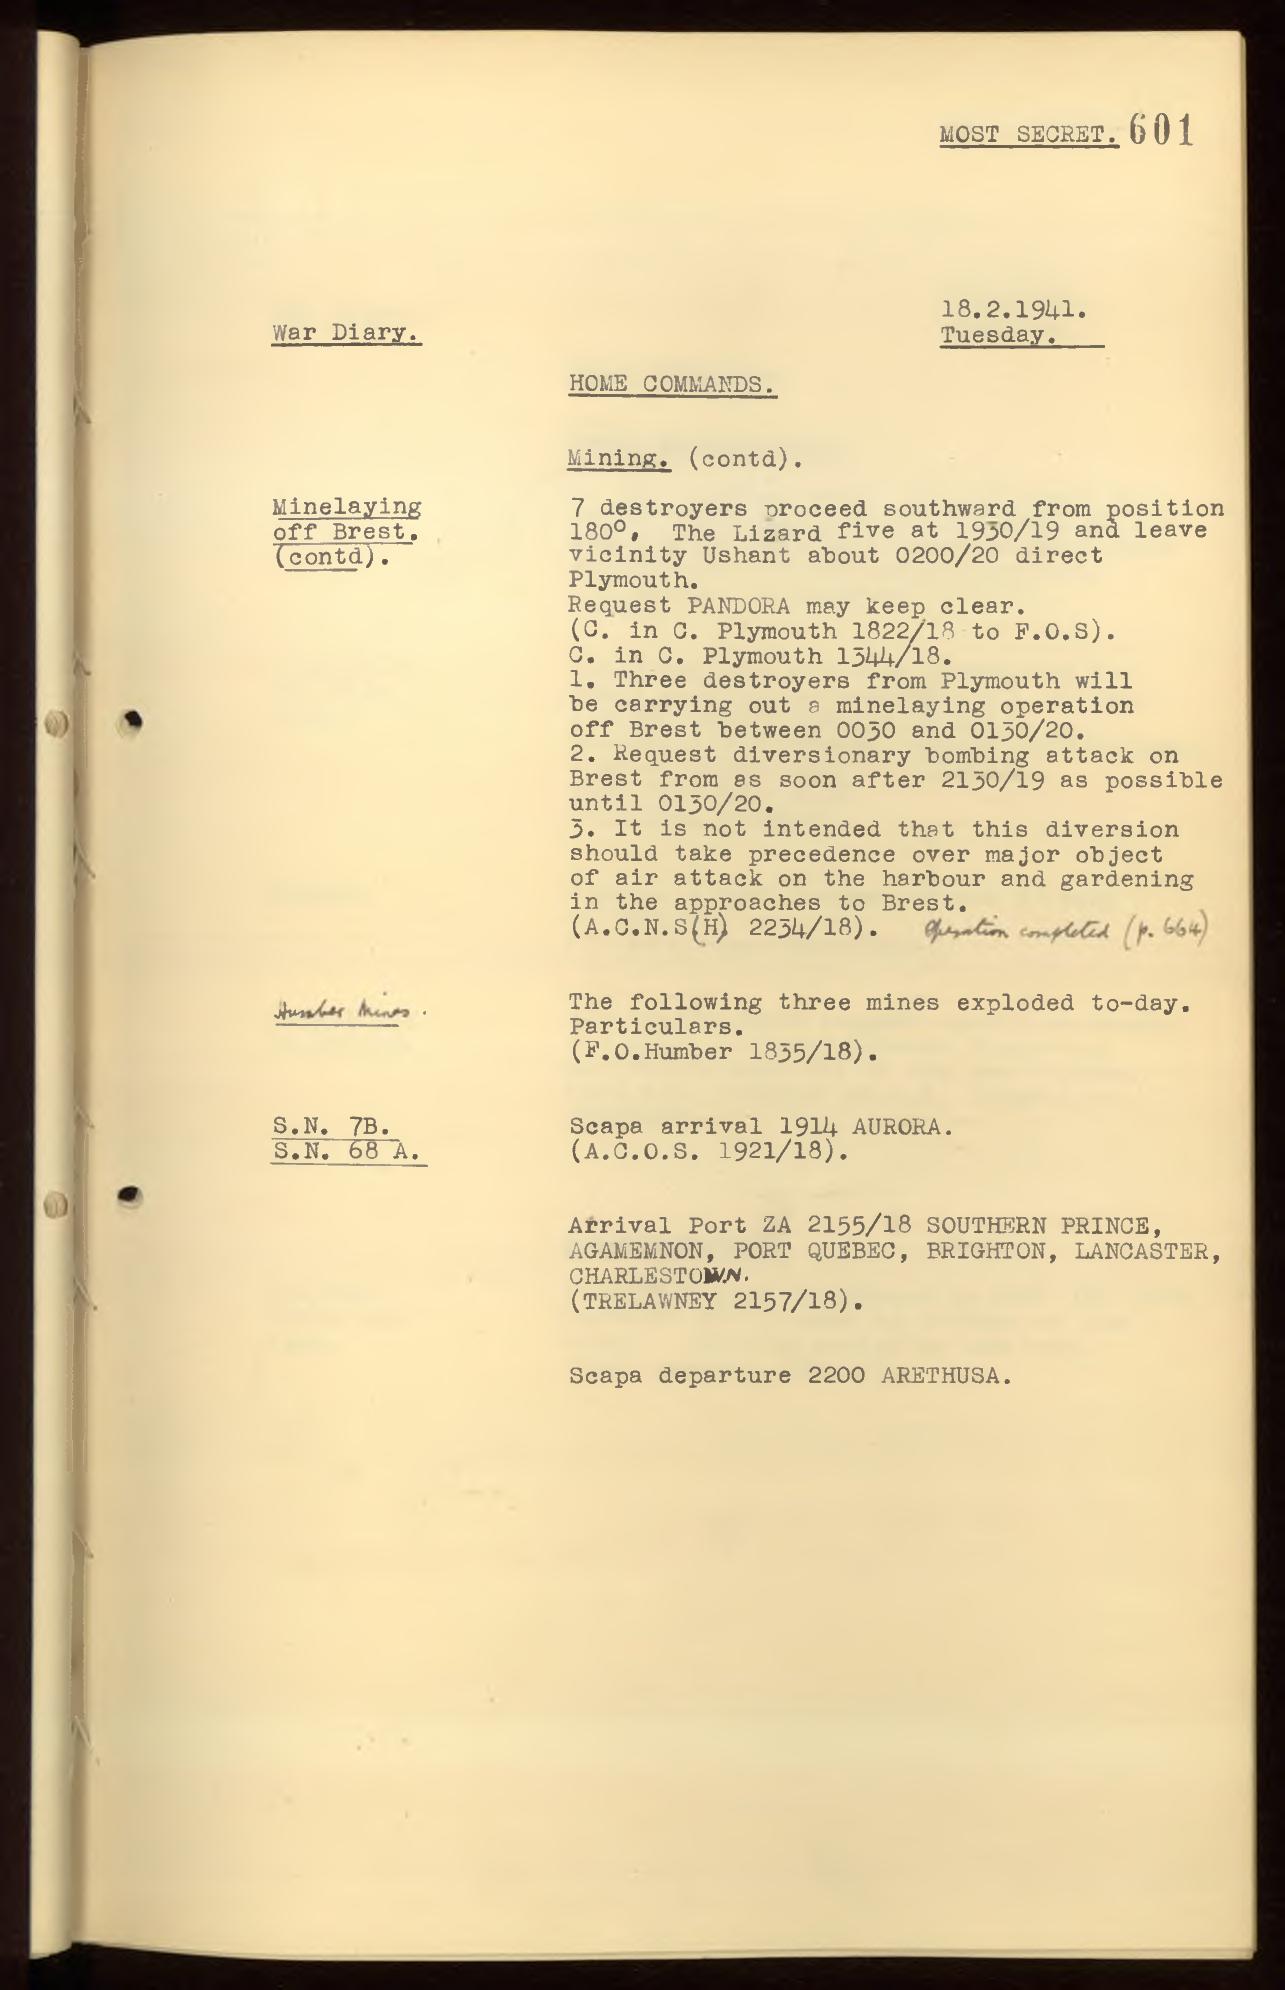 MOST SECRET. 601
18.2.1941.
War Diary.
Tuesday.
HOME COMMANDS.
Mining. (contd).
Minelaying
off Brest.
(contd).
7 destroyers proceed southward from position
180°, The Lizard five at 1930/19 and leave
vicinity Ushant about 0200/20 direct
Plymouth.
Request PANDORA may keep clear.
(C. in C. Plymouth 1822/18 to F.O.S).
C. in C. Plymouth 1344/18.
1. Three destroyers from Plymouth will
be carrying out a minelaying operation
off Brest between 0030 and 0130/20.
2. Request diversionary bombing attack on
Brest from as soon after 2130/19 as possible
until 0130/20.
3. It is not intended that this diversion
should take precedence over major object
of air attack on the harbour and gardening
in the approaches to Brest.
(A.C.N.S(H) 2234/18). Operation completed (p. 664)
Humber Mines.
The following three mines exploded to-day.
Particulars.
(F.O.Humber 1835/18).
S.N. 7B.
S.N. 68 A.
Scapa arrival 1914 AURORA.
(A.C.O.S. 1921/18).
Arrival Port ZA 2155/18 SOUTHERN PRINCE,
AGAMEMNON, PORT QUEBEC, BRIGHTON, LANCASTER,
CHARLESTOWN.
(TRELAWNEY 2157/18).
Scapa departure 2200 ARETHUSA.